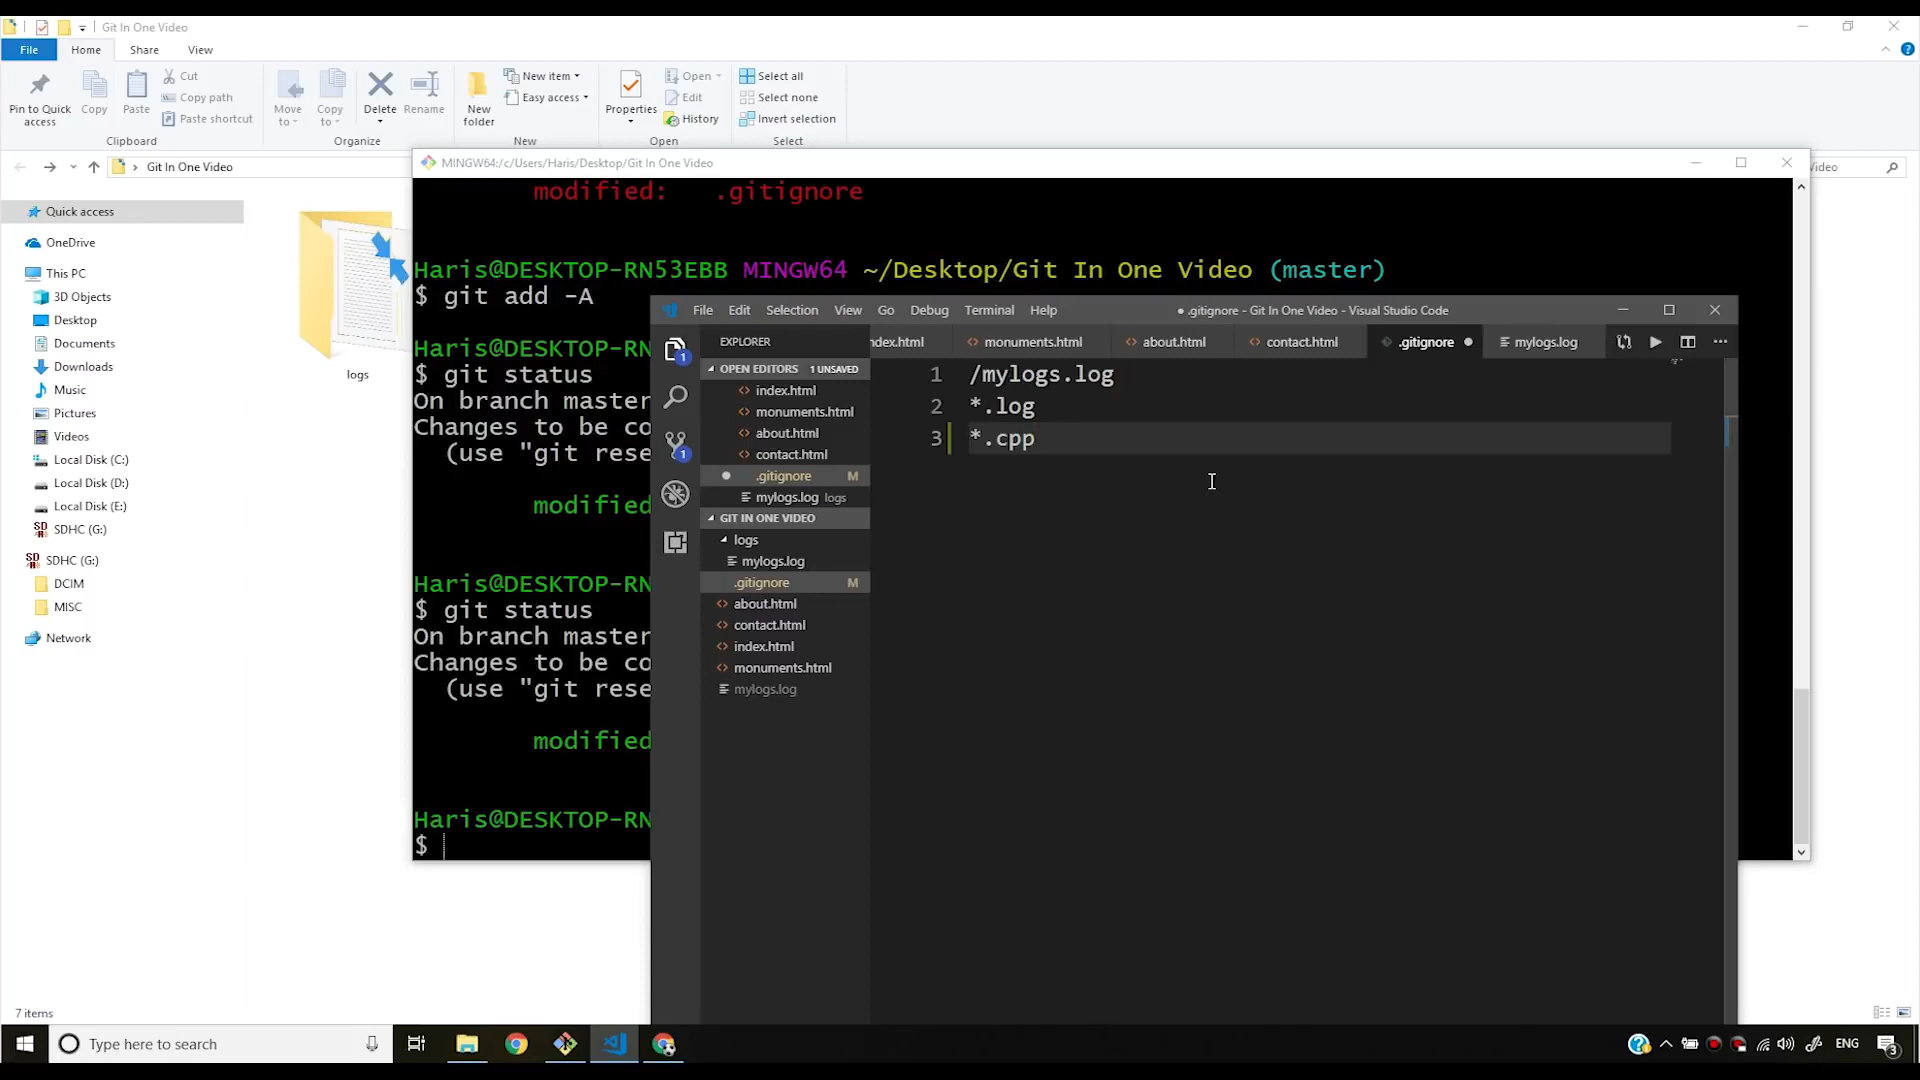 Git In One Video
File
Home
Share
View
Pin to Quick access
Copy
Paste
Cut
Copy path
Paste shortcut
Clipboard
Move to
Copy to
Delete
Rename
Organize
New folder
New item
Easy access
New
Properties
Open
Edit
History
Open
Select all
Select none
Invert selection
Select
Git In One Video
Video
Quick access
OneDrive
This PC
3D Objects
Desktop
Documents
Downloads
Music
Pictures
Videos
Local Disk (C:)
Local Disk (D:)
Local Disk (E:)
SDHC (G:)
SDHC (G:)
DCIM
MISC
Network
logs
7 items
MINGW64:/c/Users/Haris/Desktop/Git In One Video
modified: .gitignore
Haris@DESKTOP-RN53EBB MINGW64 ~/Desktop/Git In One Video (master)
$ git add -A
Haris@DESKTOP-RN
$ git status
On branch master
Changes to be co
(use "git rese
modified
Haris@DESKTOP-RN
$ git status
On branch master
Changes to be co
(use "git rese
modified
Haris@DESKTOP-RN
$
File Edit Selection View Go Debug Terminal Help
● .gitignore - Git In One Video - Visual Studio Code
EXPLORER
ndex.html
monuments.html
about.html
contact.html
.gitignore
mylogs.log
OPEN EDITORS 1 UNSAVED
index.html
monuments.html
about.html
contact.html
.gitignore M
mylogs.log logs
GIT IN ONE VIDEO
logs
mylogs.log
.gitignore M
about.html
contact.html
index.html
monuments.html
mylogs.log
1 /mylogs.log
2 *.log
3 *.cpp
1
1
Type here to search
ENG
3